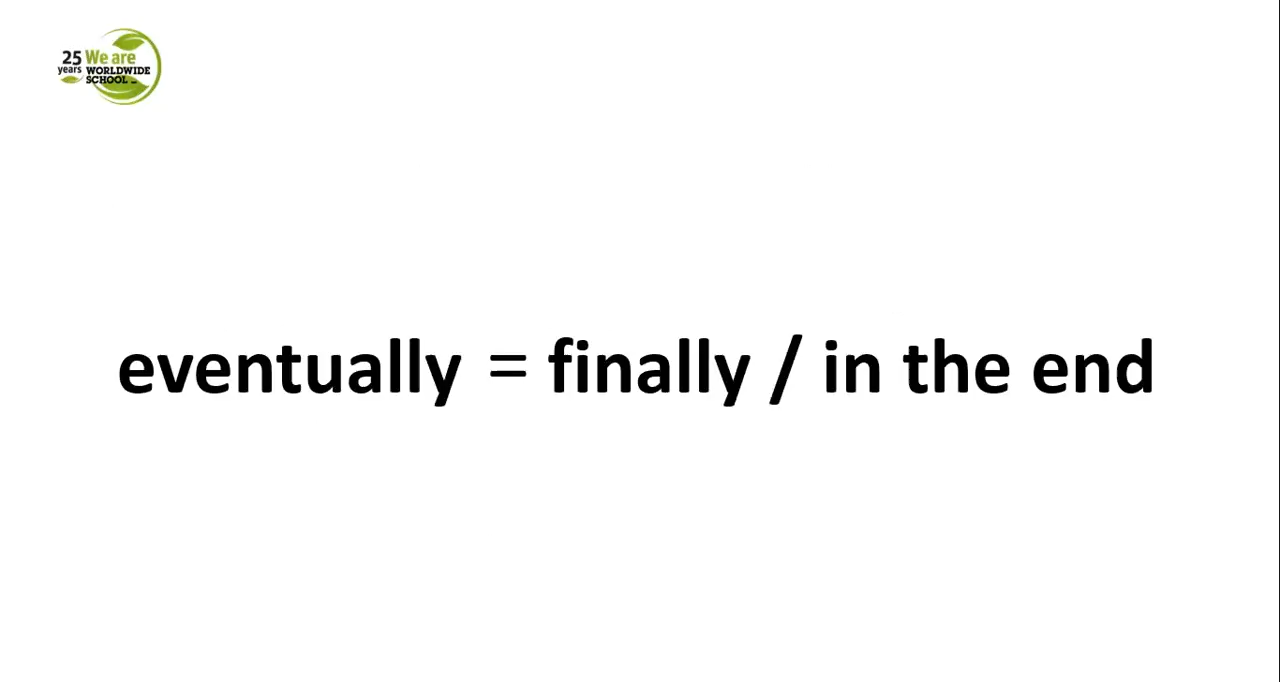 25 We are
years WORLDWIDE
SCHOOL
eventually = finally / in the end